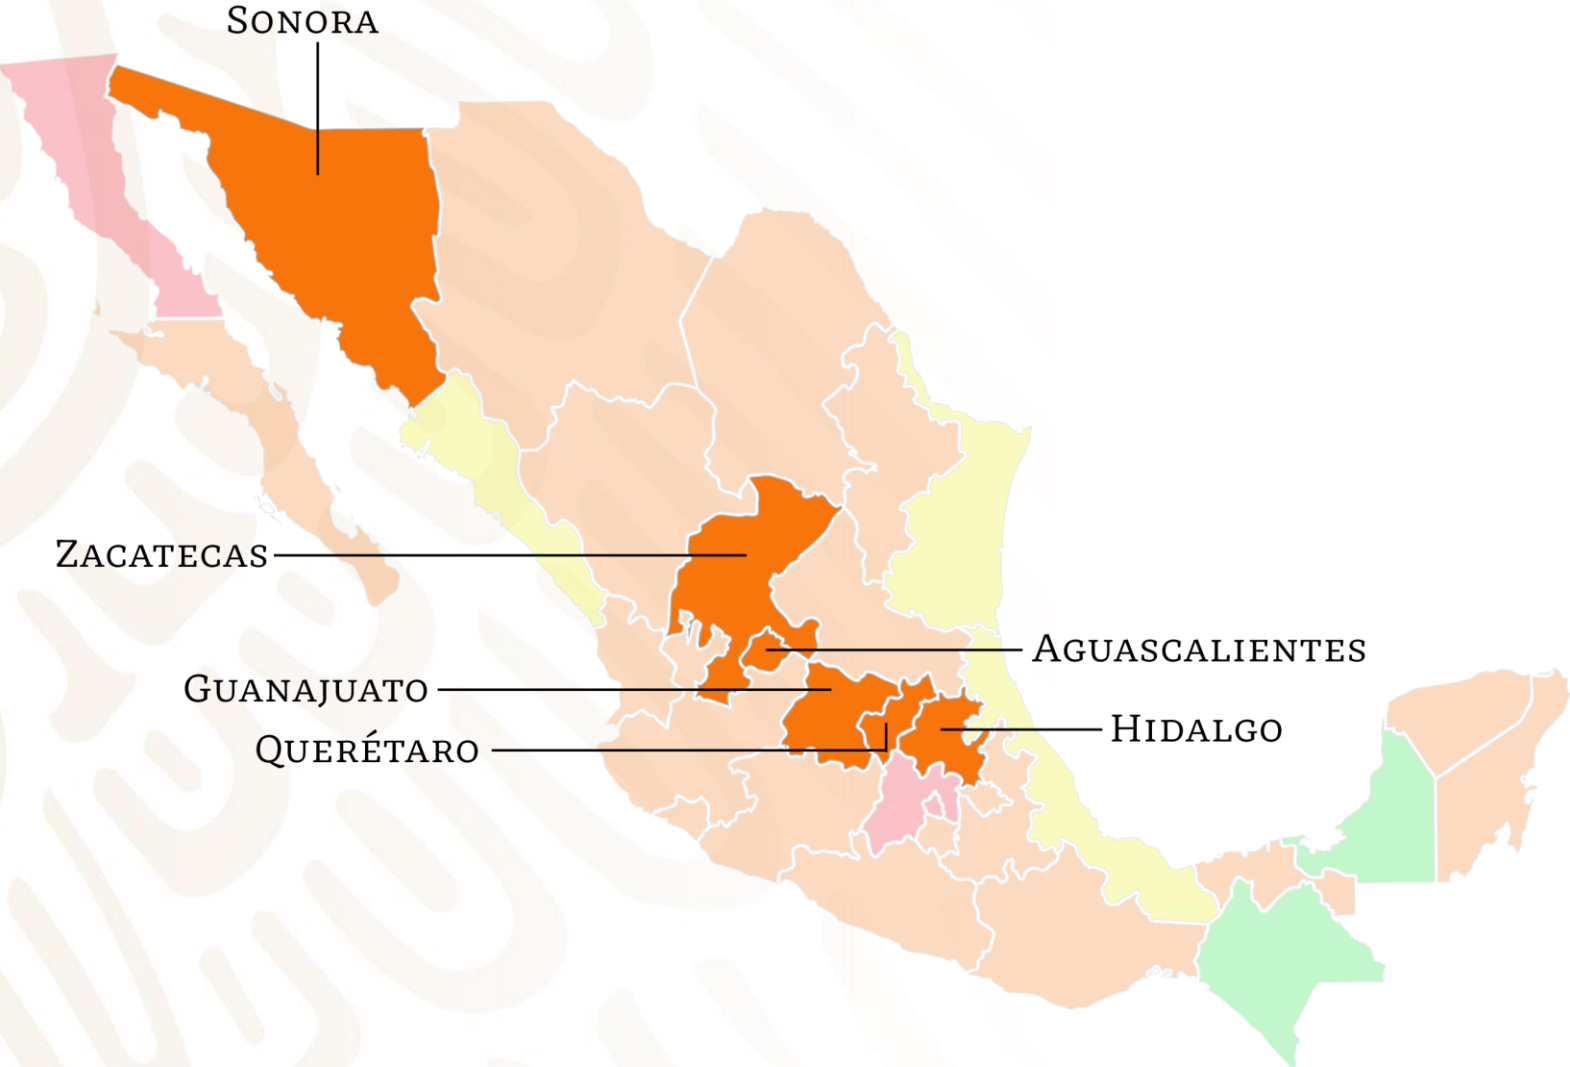 Sonora
Zacatecas
Aguascalientes
Guanajuato
Hidalgo
Querétaro